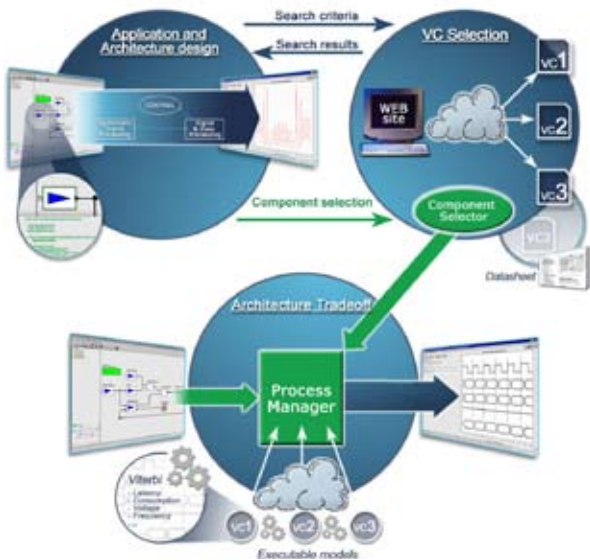 Application and
Architecture design
Search criteria
Search results
VC Selection
CONTROL
WEB
site
VC1
VC2
VC3
Component selection
Component
Selector
VC3
Datasheet
Architecture Tradeoff
Process
Manager
Viterbi
- Latency
- Consumption
- Voltage
- Frequency
VC1
VC2
VC3
Executable models